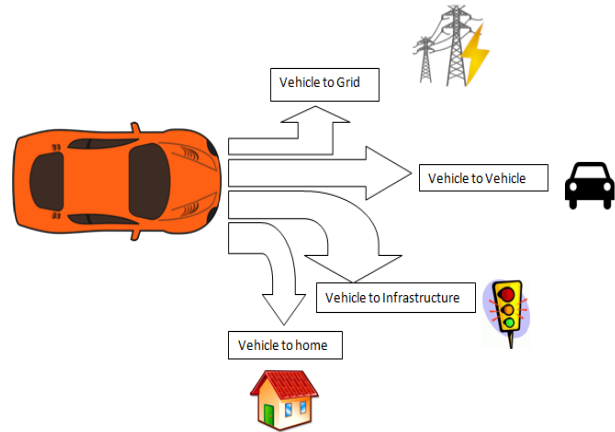 Vehicle to Grid
Vehicle to Vehicle
Vehicle to Infrastructure
Vehicle to home